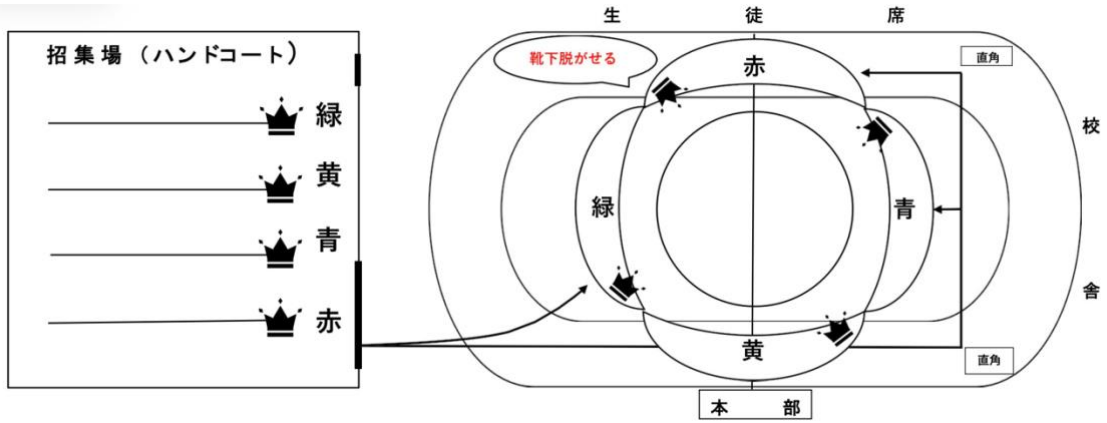 招集場（ハンドコート）
緑
黄
青
赤
生徒席
靴下脱がせる
赤
直角
校舎
緑
青
黄
直角
本部